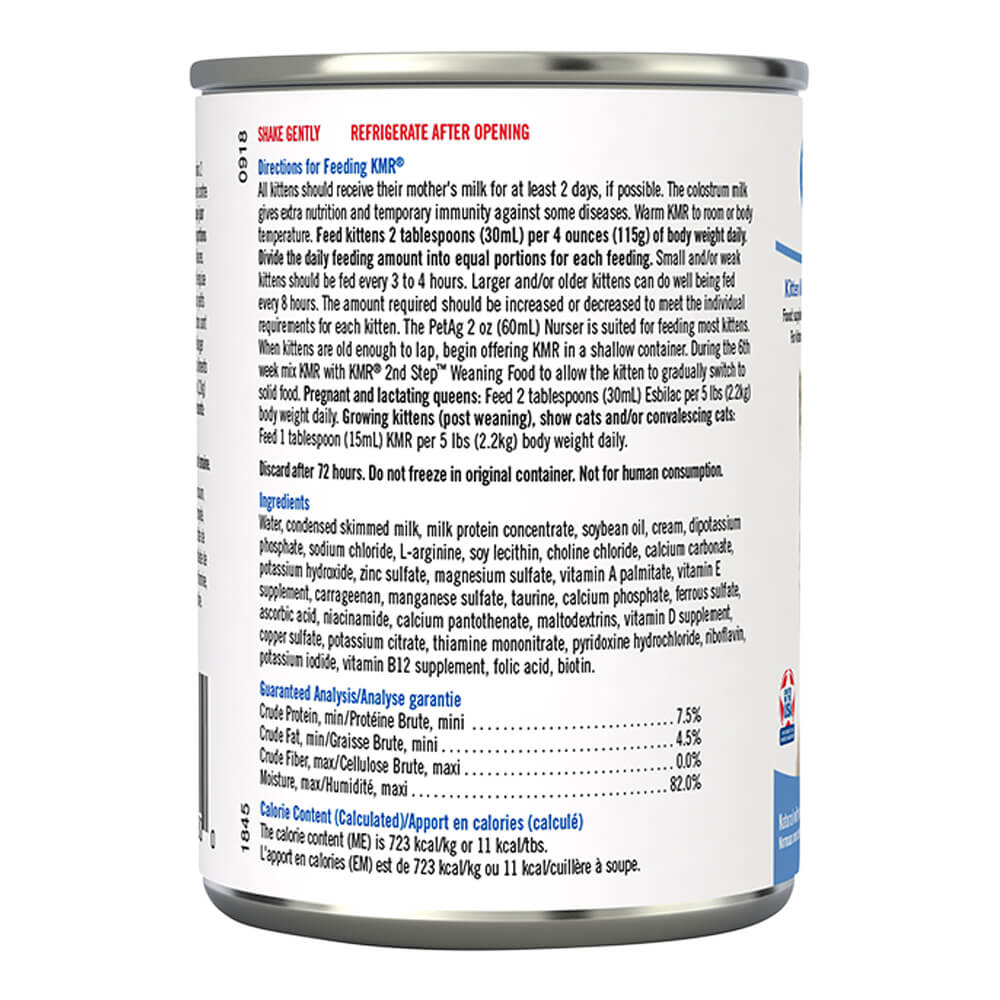 SHAKE GENTLY REFRIGERATE AFTER OPENING
0918
Directions for Feeding KMR®
All kittens should receive their mother's milk for at least 2 days, if possible. The colostrum milk
gives extra nutrition and temporary immunity against some diseases. Warm KMR to room or body
temperature. Feed kittens 2 tablespoons (30mL) per 4 ounces (115g) of body weight daily.
Divide the daily feeding amount into equal portions for each feeding. Small and/or weak
kittens should be fed every 3 to 4 hours. Larger and/or older kittens can do well being fed
every 8 hours. The amount required should be increased or decreased to meet the individual
requirements for each kitten. The PetAg 2 oz (60mL) Nurser is suited for feeding most kittens.
When kittens are old enough to lap, begin offering KMR in a shallow container. During the 6th
week mix KMR with KMR® 2nd Step™ Weaning Food to allow the kitten to gradually switch to
solid food. Pregnant and lactating queens: Feed 2 tablespoons (30mL) Esbilac per 5 lbs (2.2kg)
body weight daily. Growing kittens (post weaning), show cats and/or convalescing cats:
Feed 1 tablespoon (15mL) KMR per 5 lbs (2.2kg) body weight daily.
Discard after 72 hours. Do not freeze in original container. Not for human consumption.
Ingredients
Water, condensed skimmed milk, milk protein concentrate, soybean oil, cream, dipotassium
phosphate, sodium chloride, L-arginine, soy lecithin, choline chloride, calcium carbonate,
potassium hydroxide, zinc sulfate, magnesium sulfate, vitamin A palmitate, vitamin E
supplement, carrageenan, manganese sulfate, taurine, calcium phosphate, ferrous sulfate,
ascorbic acid, niacinamide, calcium pantothenate, maltodextrins, vitamin D supplement,
copper sulfate, potassium citrate, thiamine mononitrate, pyridoxine hydrochloride, riboflavin,
potassium iodide, vitamin B12 supplement, folic acid, biotin.
Guaranteed Analysis/Analyse garantie
Crude Protein, min/Protéine Brute, mini ........................ 7.5%
Crude Fat, min/Graisse Brute, mini ........................ 4.5%
Crude Fiber, max/Cellulose Brute, maxi ........................ 0.0%
Moisture, max/Humidité, maxi ........................ 82.0%
1845
Calorie Content (Calculated)/Apport en calories (calculé)
The calorie content (ME) is 723 kcal/kg or 11 kcal/tbs.
L'apport en calories (EM) est de 723 kcal/kg ou 11 kcal/cuillère à soupe.
Kitten